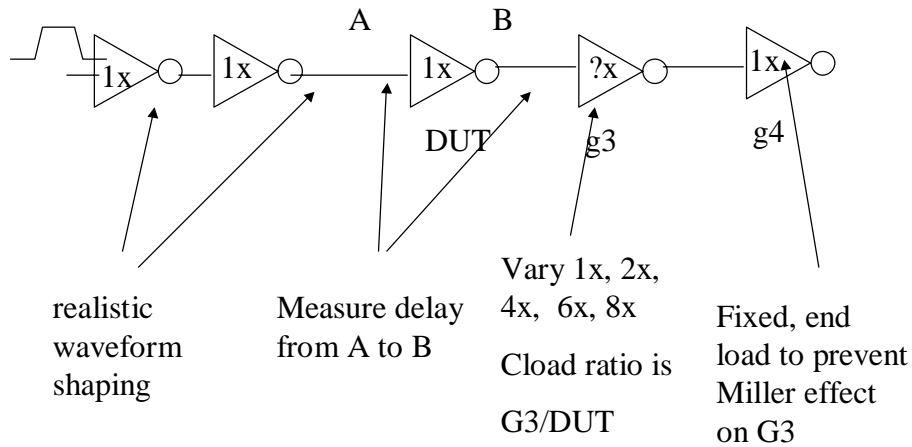 A
B
1x
1x
1x
?x
1x
DUT
g3
g4
realistic
waveform
shaping
Measure delay
from A to B
Vary 1x, 2x,
4x, 6x, 8x
Cload ratio is
G3/DUT
Fixed, end
load to prevent
Miller effect
on G3